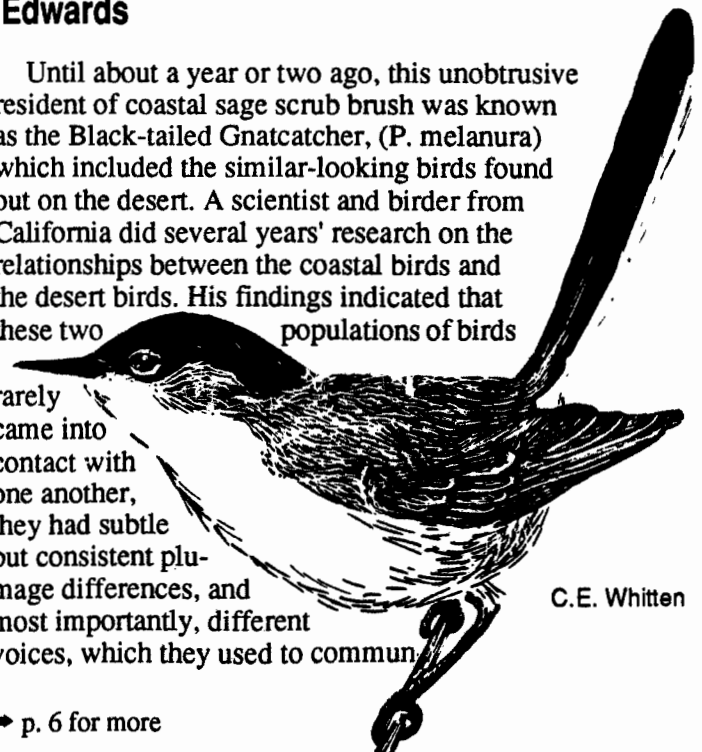 Edwards
Until about a year or two ago, this unobtrusive
resident of coastal sage scrub brush was known
as the Black-tailed Gnatcatcher, (P. melanura)
which included the similar-looking birds found
out on the desert. A scientist and birder from
California did several years' research on the
relationships between the coastal birds and
the desert birds. His findings indicated that
these two populations of birds
rarely
came into
contact with
one another,
they had subtle
but consistent plu-
mage differences, and
most importantly, different
voices, which they used to commun
C.E. Whitten
➧ p. 6 for more